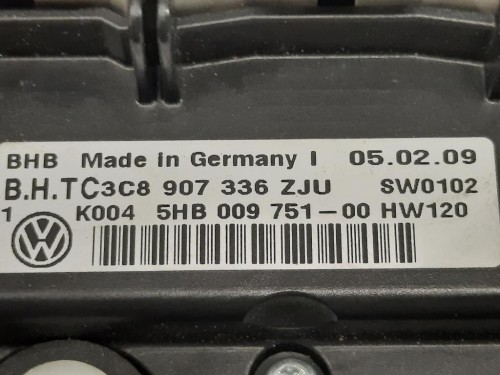 BHB Made in Germany I 05.02.09
B.H.TC3C8 907 336 ZJU SW0102
1 K004 5HB 009 751-00 HW120